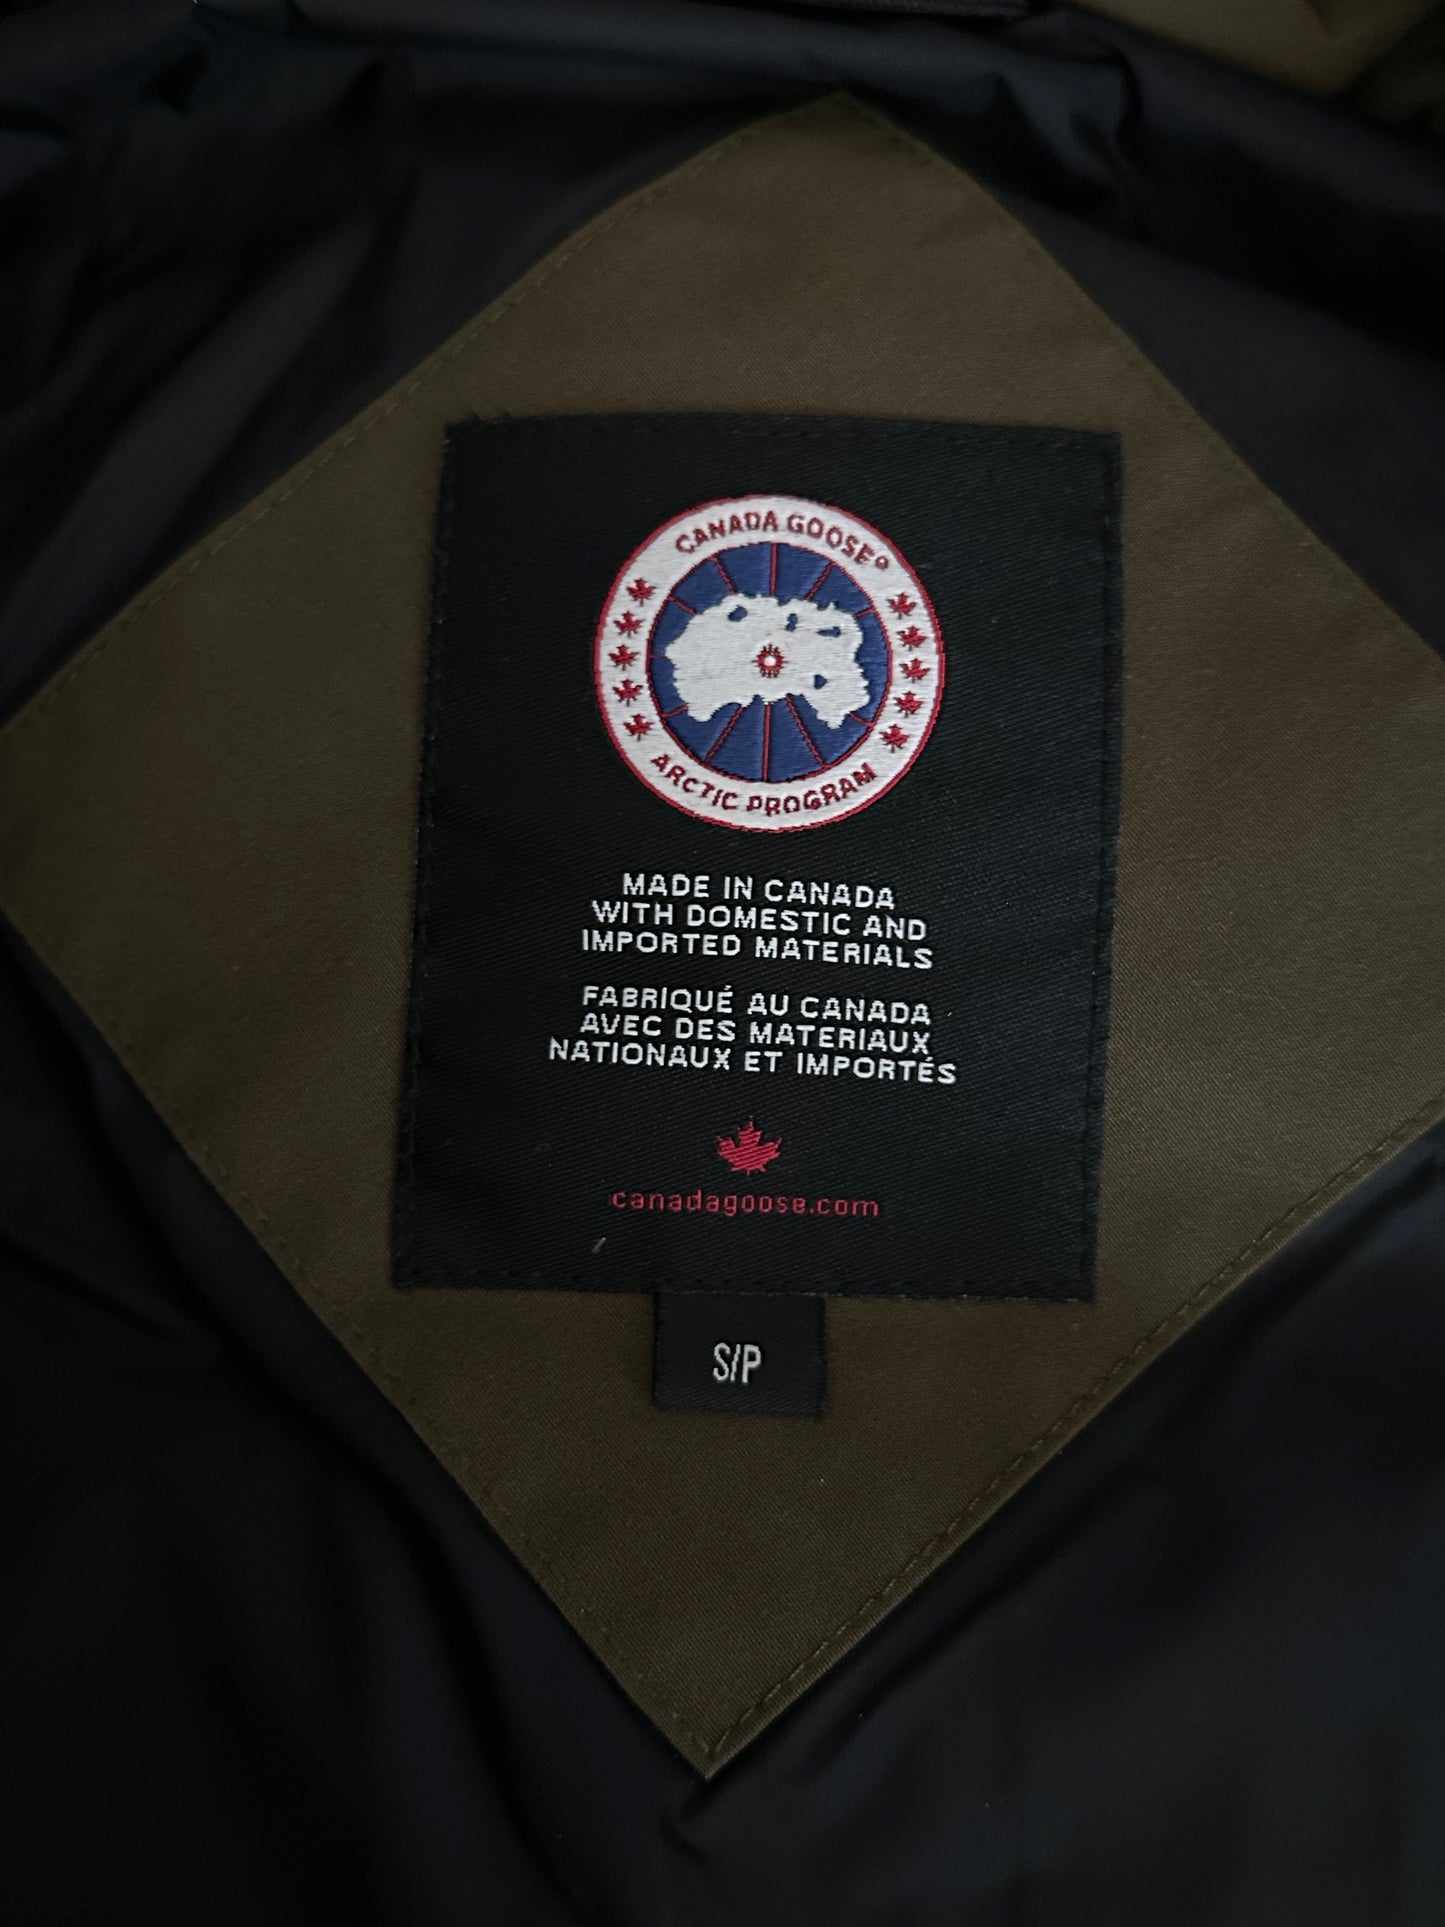 CANADA GOOSE®
ARCTIC PROGRAM
MADE IN CANADA
WITH DOMESTIC AND
IMPORTED MATERIALS
FABRIQUÉ AU CANADA
AVEC DES MATERIAUX
NATIONAUX ET IMPORTÉS
canadagoose.com
S/P